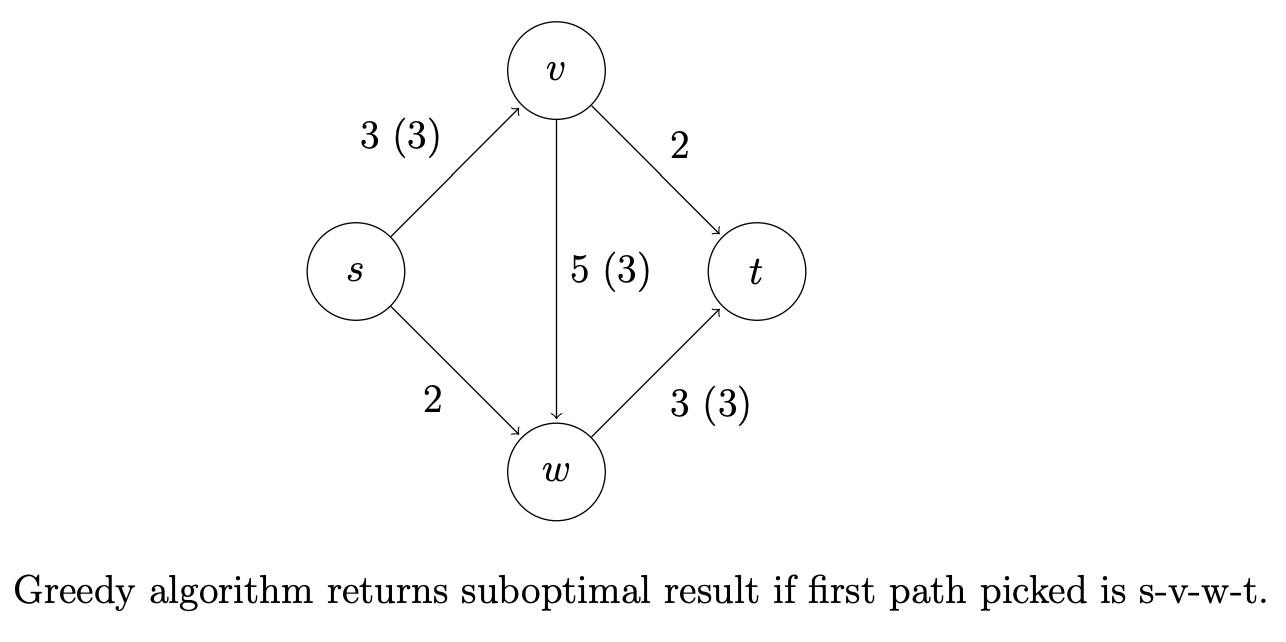 v
3 (3)
2
s
5 (3)
t
2
3 (3)
w
Greedy algorithm returns suboptimal result if first path picked is s-v-w-t.